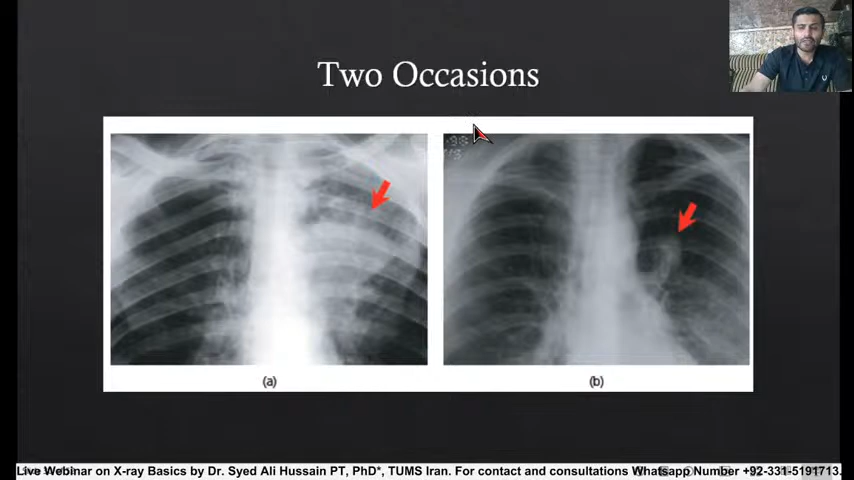 Two Occasions
(a)
(b)
Live Webinar on X-ray Basics by Dr. Syed Ali Hussain PT, PhD*, TUMS Iran. For contact and consultations Whatsapp Number +92-331-5191713.